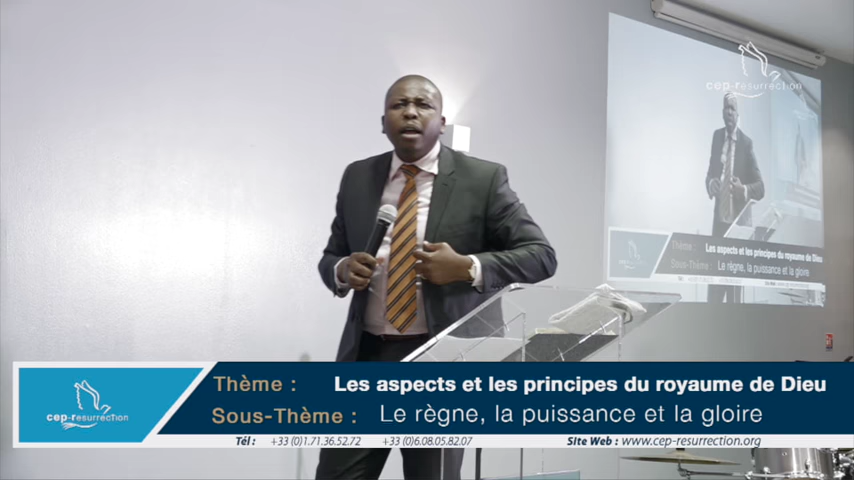 cep-resurrection
Thème : Les aspects et les principes du royaume de Dieu
Sous-Thème : Le règne, la puissance et la gloire
Thème : Les aspects et les principes du royaume de Dieu
Sous-Thème : Le règne, la puissance et la gloire
cep-resurrection
Tél : +33 (0)1.71.36.52.72 +33 (0)6.08.05.82.07 Site Web : www.cep-resurrection.org